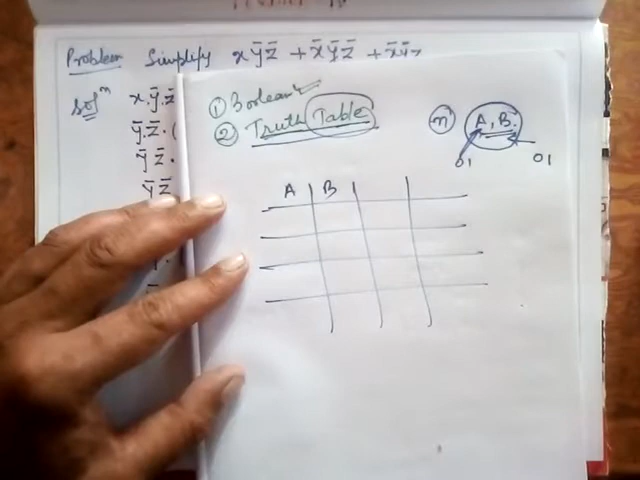 Problem Simplify x ȳ z̄ + x̄ ȳ z̄ + x̄ ȳ z
Solⁿ x.ȳ.z̄
ȳ.z̄.(
ȳ z̄.
ȳ z̄
① Boolean's
② Truth Table
n A, B.
01 01
A B